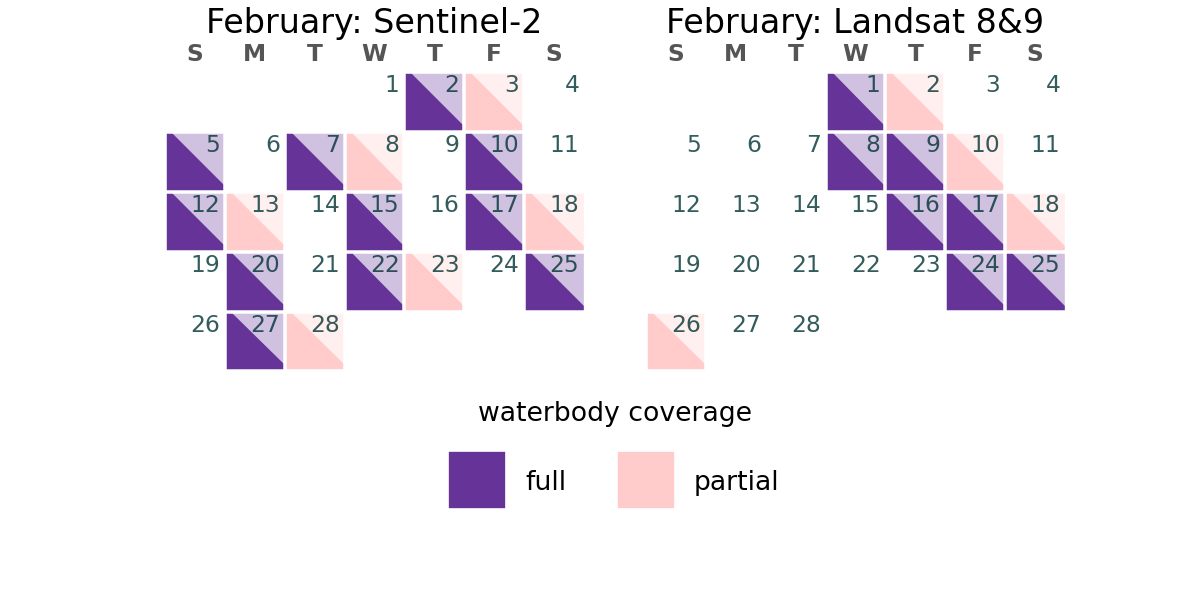 February: Sentinel-2
S M T W T F S
1 2 3 4
5 6 7 8 9 10 11
12 13 14 15 16 17 18
19 20 21 22 23 24 25
26 27 28
February: Landsat 8&9
S M T W T F S
1 2 3 4
5 6 7 8 9 10 11
12 13 14 15 16 17 18
19 20 21 22 23 24 25
26 27 28
waterbody coverage
full partial